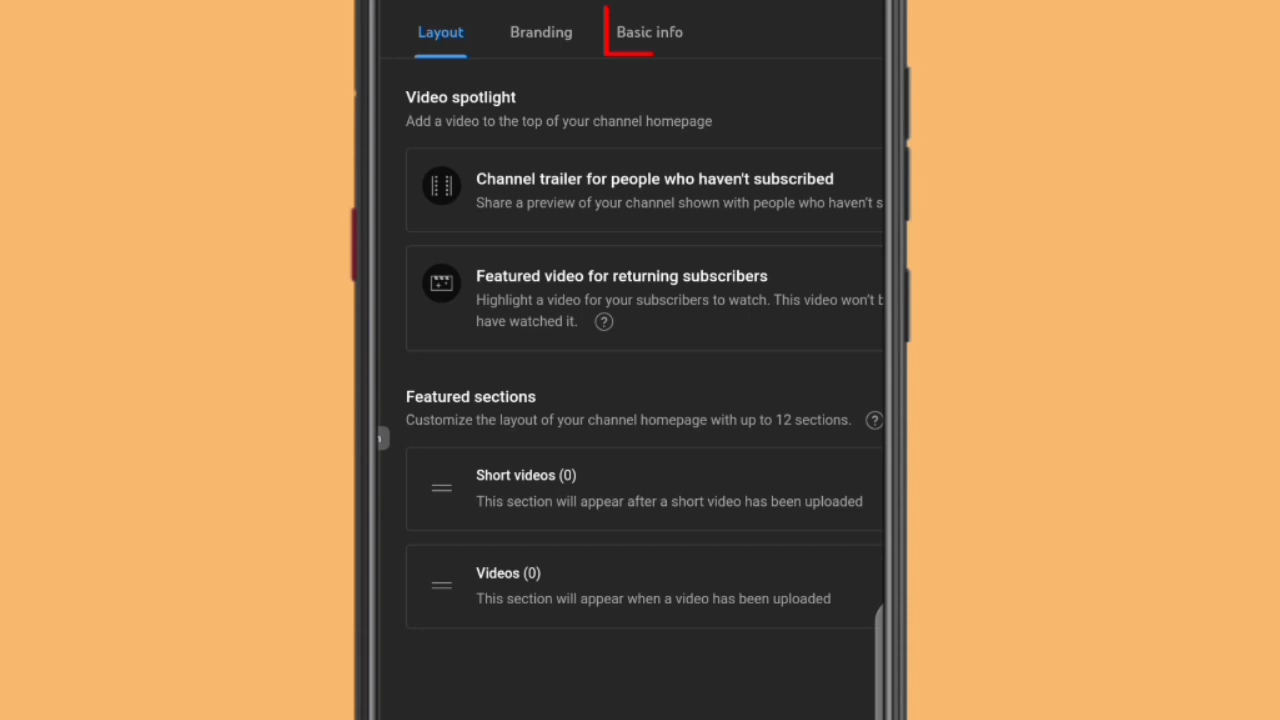 Layout Branding Basic info
Video spotlight
Add a video to the top of your channel homepage
Channel trailer for people who haven't subscribed
Share a preview of your channel shown with people who haven't s
Featured video for returning subscribers
Highlight a video for your subscribers to watch. This video won't b
have watched it. ?
Featured sections
Customize the layout of your channel homepage with up to 12 sections. ?
Short videos (0)
This section will appear after a short video has been uploaded
Videos (0)
This section will appear when a video has been uploaded